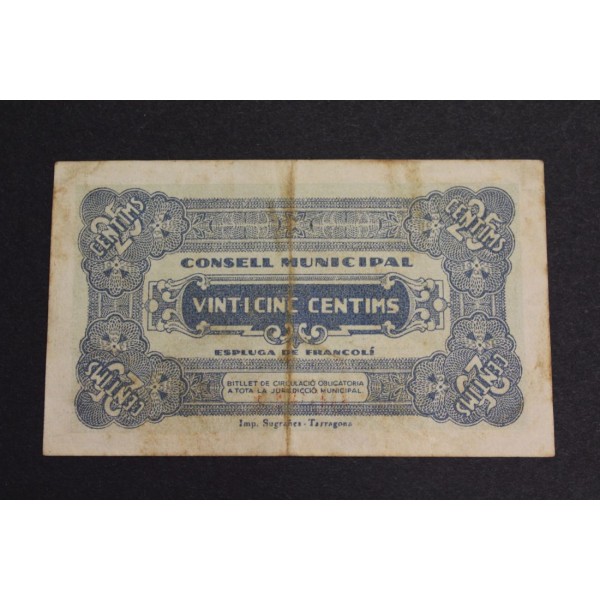 25 CENTIMS
25 CENTIMS
CONSELL MUNICIPAL
VINT-I-CINC CENTIMS
ESPLUGA DE FRANCOLÍ
BITLLET DE CIRCULACIÓ OBLIGATORIA
A TOTA LA JURISDICCIÓ MUNICIPAL
25 CENTIMS
25 CENTIMS
Imp. Sugrañes - Tarragona